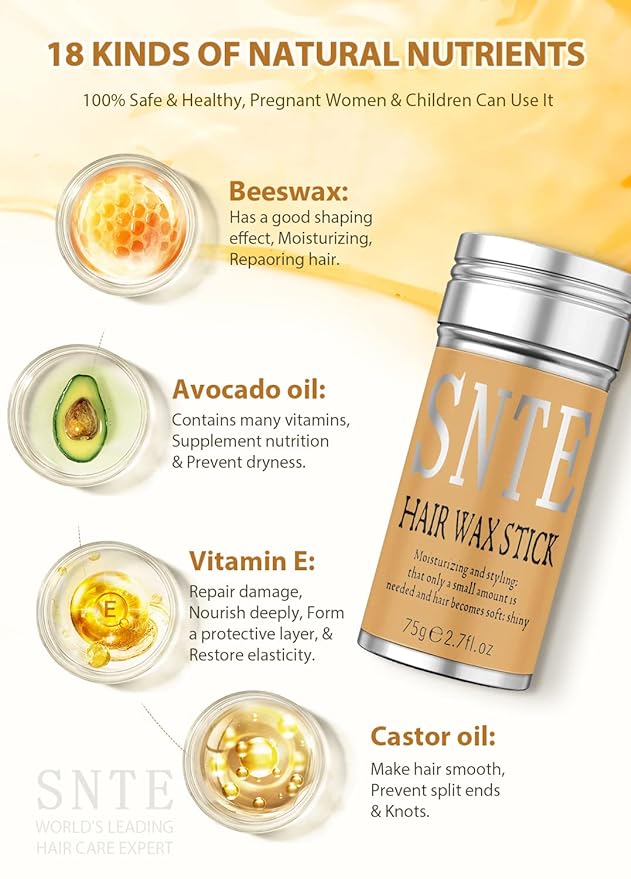 18 KINDS OF NATURAL NUTRIENTS
100% Safe & Healthy, Pregnant Women & Children Can Use It
Beeswax:
Has a good shaping
effect, Moisturizing,
Repaoring hair.
Avocado oil:
Contains many vitamins,
Supplement nutrition
& Prevent dryness.
SNTE
HAIR WAX STICK
Moisturizing and styling;
that only a small amount is
needed and hair becomes soft; shiny
75g℮2.7fl.oz
Vitamin E:
Repair damage,
Nourish deeply, Form
a protective layer, &
Restore elasticity.
E
Castor oil:
Make hair smooth,
Prevent split ends
& Knots.
SNTE
WORLD'S LEADING
HAIR CARE EXPERT